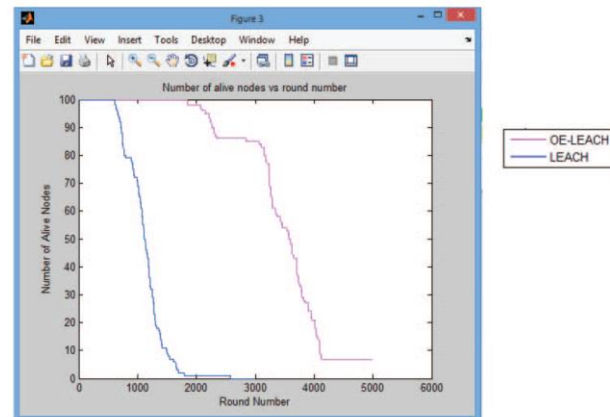 Figure 3
File Edit View Insert Tools Desktop Window Help
Number of alive nodes vs round number
Number of Alive Nodes
100
90
80
70
60
50
40
30
20
10
0
0 1000 2000 3000 4000 5000 6000
Round Number
OE-LEACH
LEACH